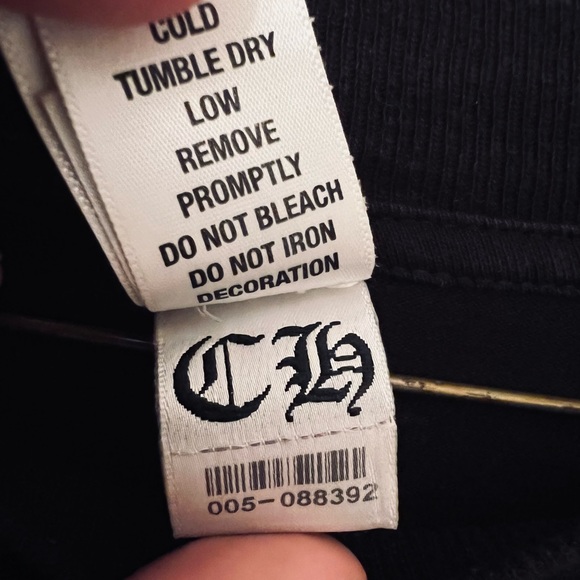 COLD
TUMBLE DRY
LOW
REMOVE
PROMPTLY
DO NOT BLEACH
DO NOT IRON
DECORATION
CH
005-088392